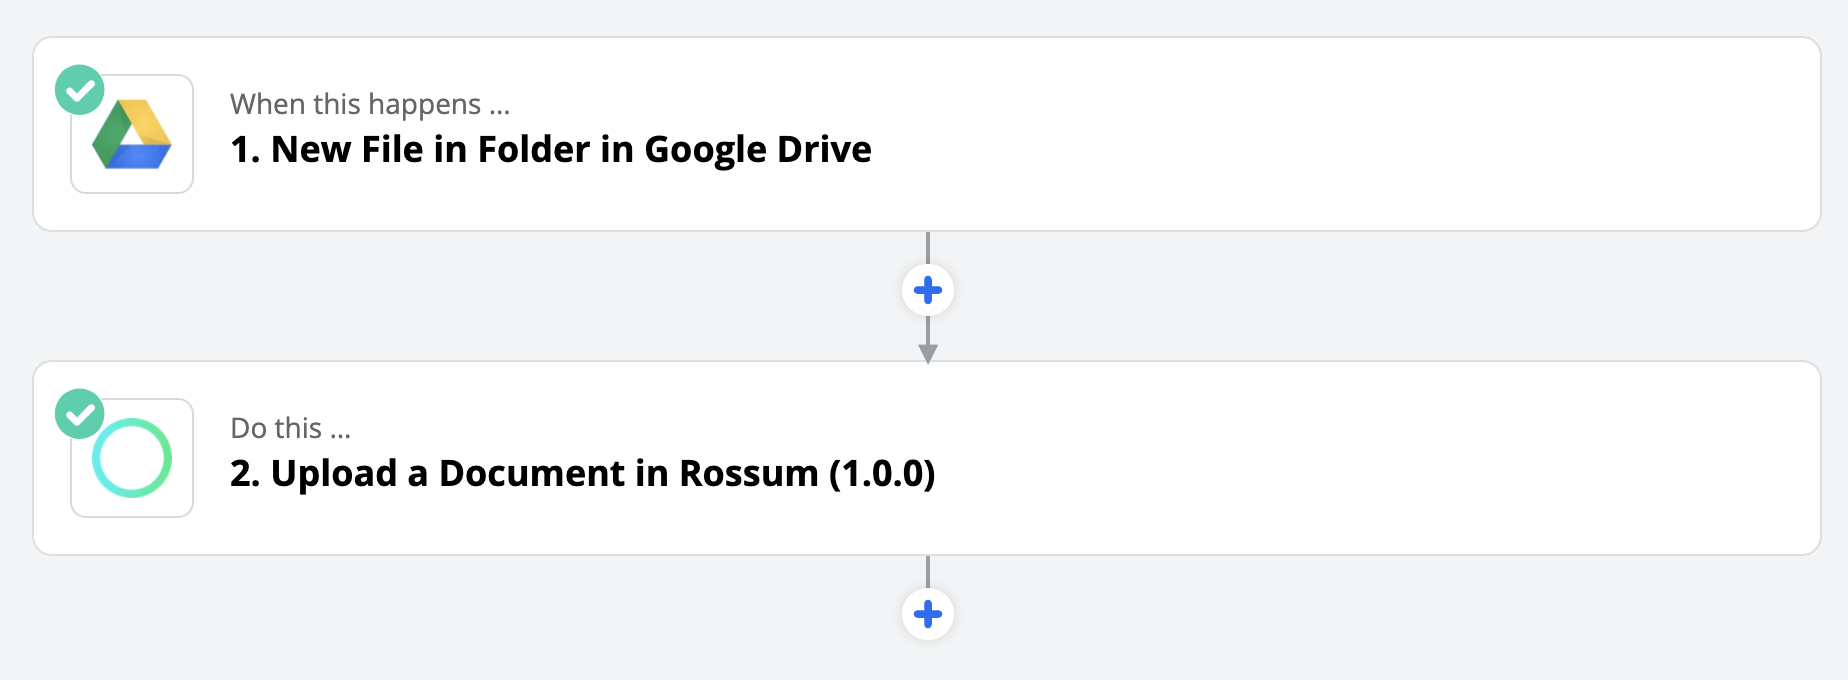 When this happens ...
1. New File in Folder in Google Drive
Do this ...
2. Upload a Document in Rossum (1.0.0)